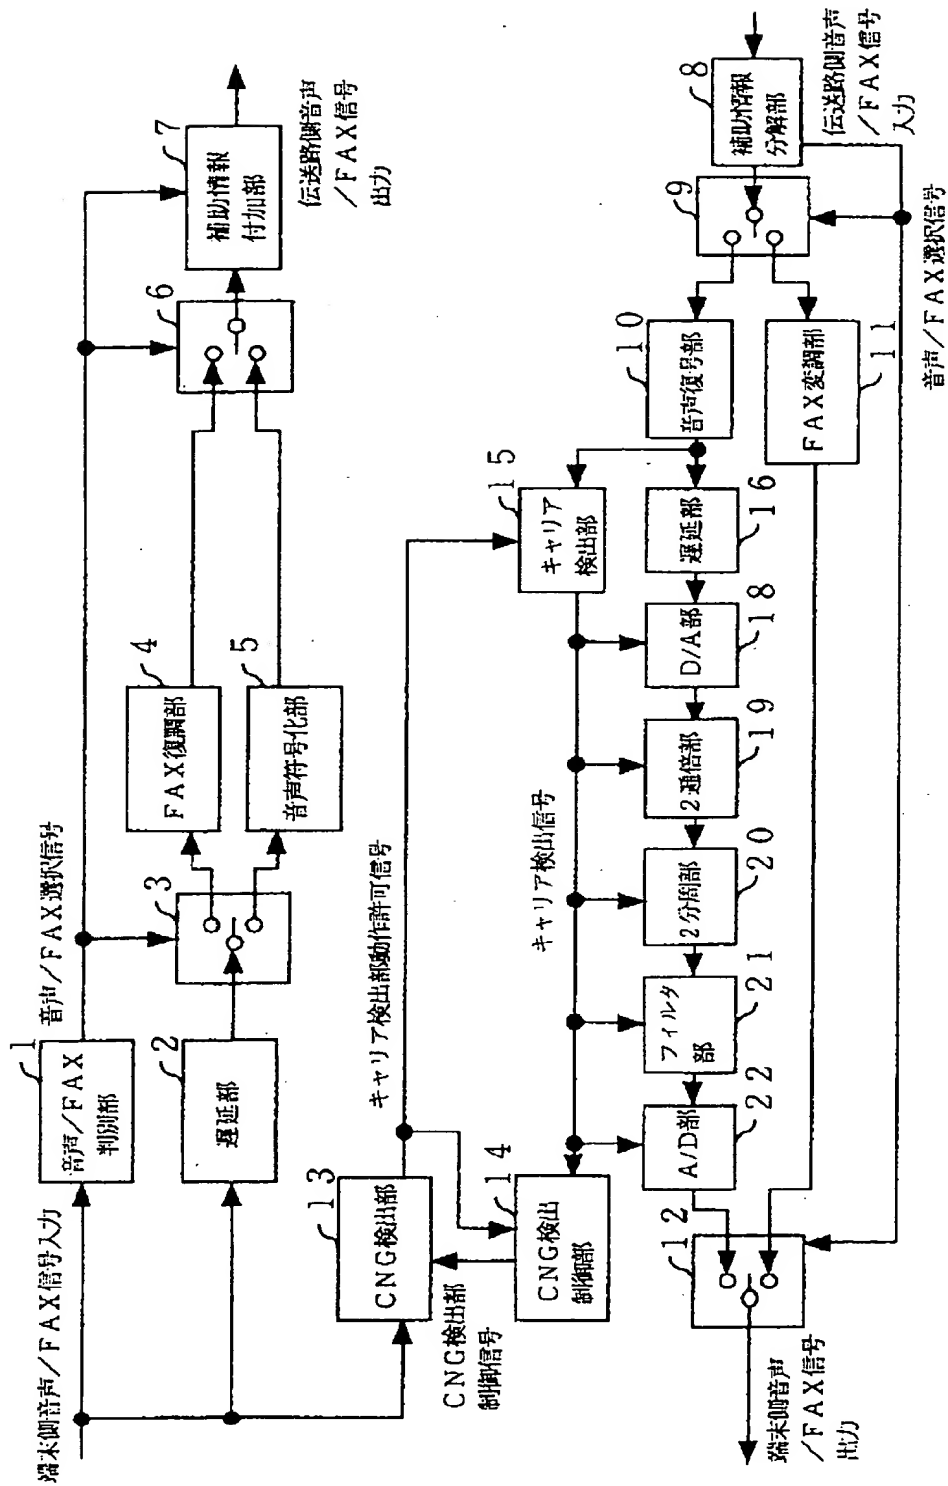 端末側音声／ＦＡＸ信号入力
1
音声／ＦＡＸ
判別部
音声／ＦＡＸ選択信号
2
遅延部
3
4
ＦＡＸ復調部
5
音声符号化部
6
7
補助情報
付加部
伝送路側音声
／ＦＡＸ信号
出力
13
ＣＮＧ検出部
キャリア検出部動作許可信号
ＣＮＧ検出部
制御信号
14
ＣＮＧ検出
制御部
キャリア検出信号
15
キャリア
検出部
8
補助情報
分解部
伝送路側音声
／ＦＡＸ信号
入力
9
10
音声復号部
ＦＡＸ変調部
11
音声／ＦＡＸ選択信号
遅延部
16
D/A部
18
２逓倍部
19
２分周部
20
フィルタ
部
21
A/D部
22
12
端末側音声
／ＦＡＸ信号
出力